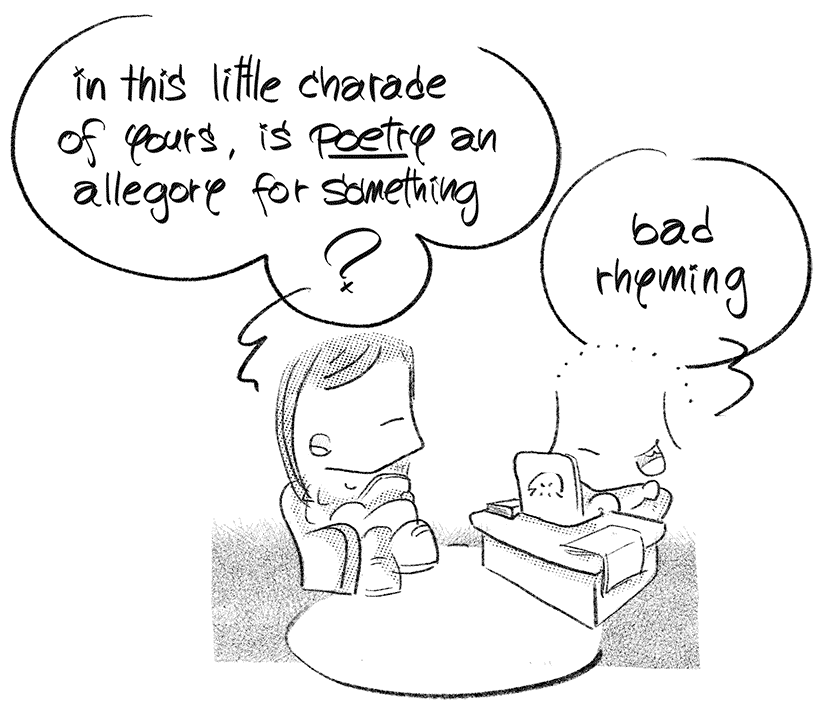 in this little charade
of yours, is poetry an
allegory for something
?
bad
rhyming